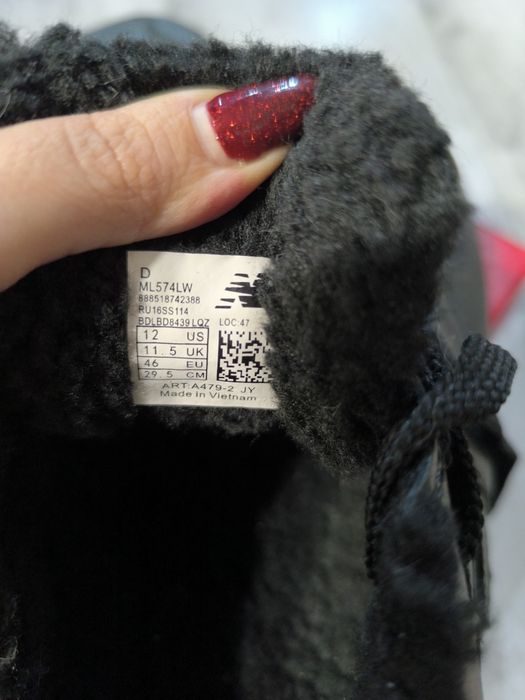 D
ML574LW
888518742388
RU16SS114
BDLBD8439LQZ LOC:47
12 US
11.5 UK
46 EU
29.5 CM
ART:A479-2 JY
Made in Vietnam